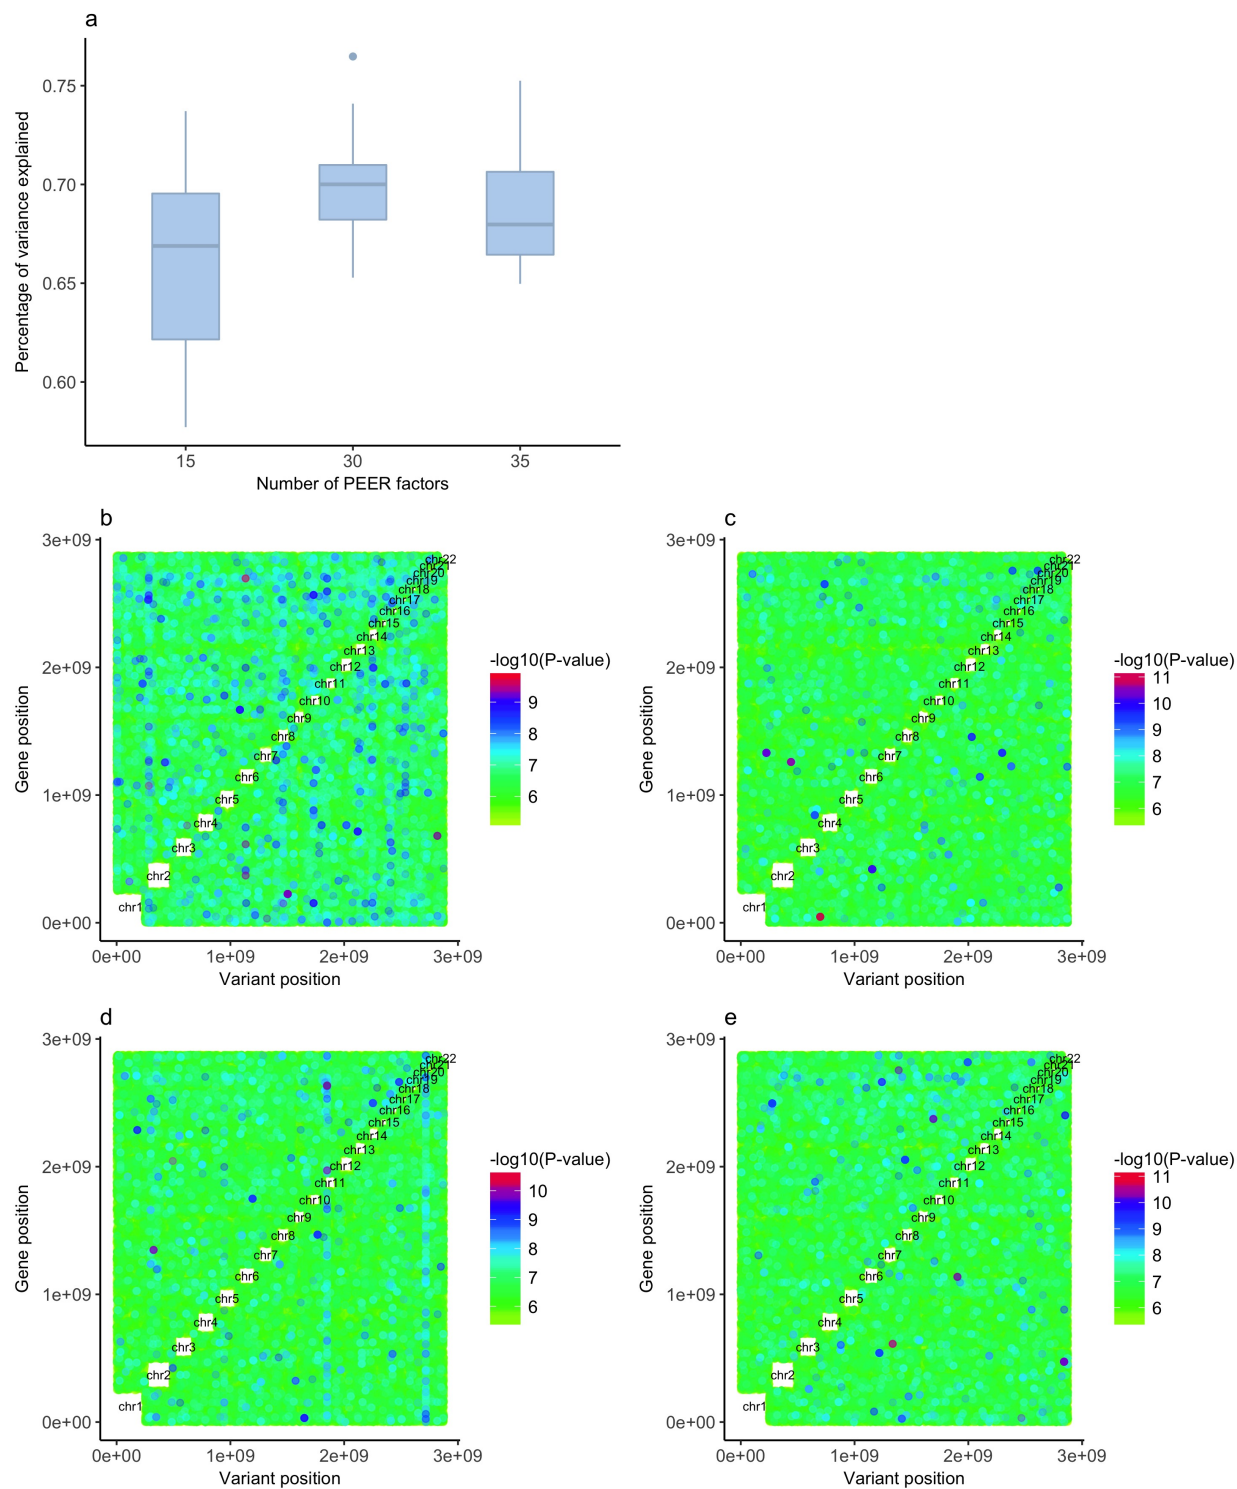 a
Percentage of variance explained
0.75
0.70
0.65
0.60
15 30 35
Number of PEER factors
b
Gene position
3e+09
2e+09
1e+09
0e+00
chr22
chr21
chr20
chr19
chr18
chr17
chr16
chr15
chr14
chr13
chr12
chr11
chr10
chr9
chr8
chr7
chr6
chr5
chr4
chr3
chr2
chr1
0e+00 1e+09 2e+09 3e+09
Variant position
-log10(P-value)
9
8
7
6
c
Gene position
3e+09
2e+09
1e+09
0e+00
chr22
chr21
chr20
chr19
chr18
chr17
chr16
chr15
chr14
chr13
chr12
chr11
chr10
chr9
chr8
chr7
chr6
chr5
chr4
chr3
chr2
chr1
0e+00 1e+09 2e+09 3e+09
Variant position
-log10(P-value)
11
10
9
8
7
6
d
Gene position
3e+09
2e+09
1e+09
0e+00
chr22
chr21
chr20
chr19
chr18
chr17
chr16
chr15
chr14
chr13
chr12
chr11
chr10
chr9
chr8
chr7
chr6
chr5
chr4
chr3
chr2
chr1
0e+00 1e+09 2e+09 3e+09
Variant position
-log10(P-value)
10
9
8
7
6
e
Gene position
3e+09
2e+09
1e+09
0e+00
chr22
chr21
chr20
chr19
chr18
chr17
chr16
chr15
chr14
chr13
chr12
chr11
chr10
chr9
chr8
chr7
chr6
chr5
chr4
chr3
chr2
chr1
0e+00 1e+09 2e+09 3e+09
Variant position
-log10(P-value)
11
10
9
8
7
6